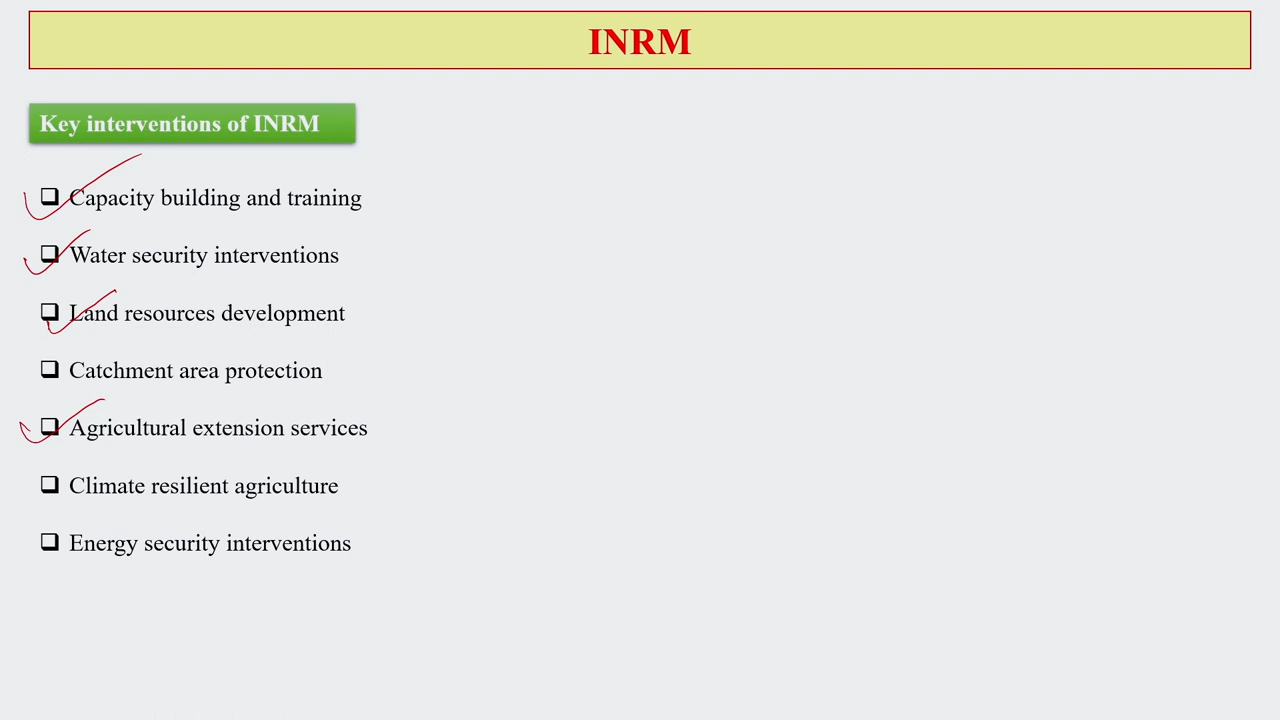 INRM
Key interventions of INRM
Capacity building and training
Water security interventions
Land resources development
Catchment area protection
Agricultural extension services
Climate resilient agriculture
Energy security interventions